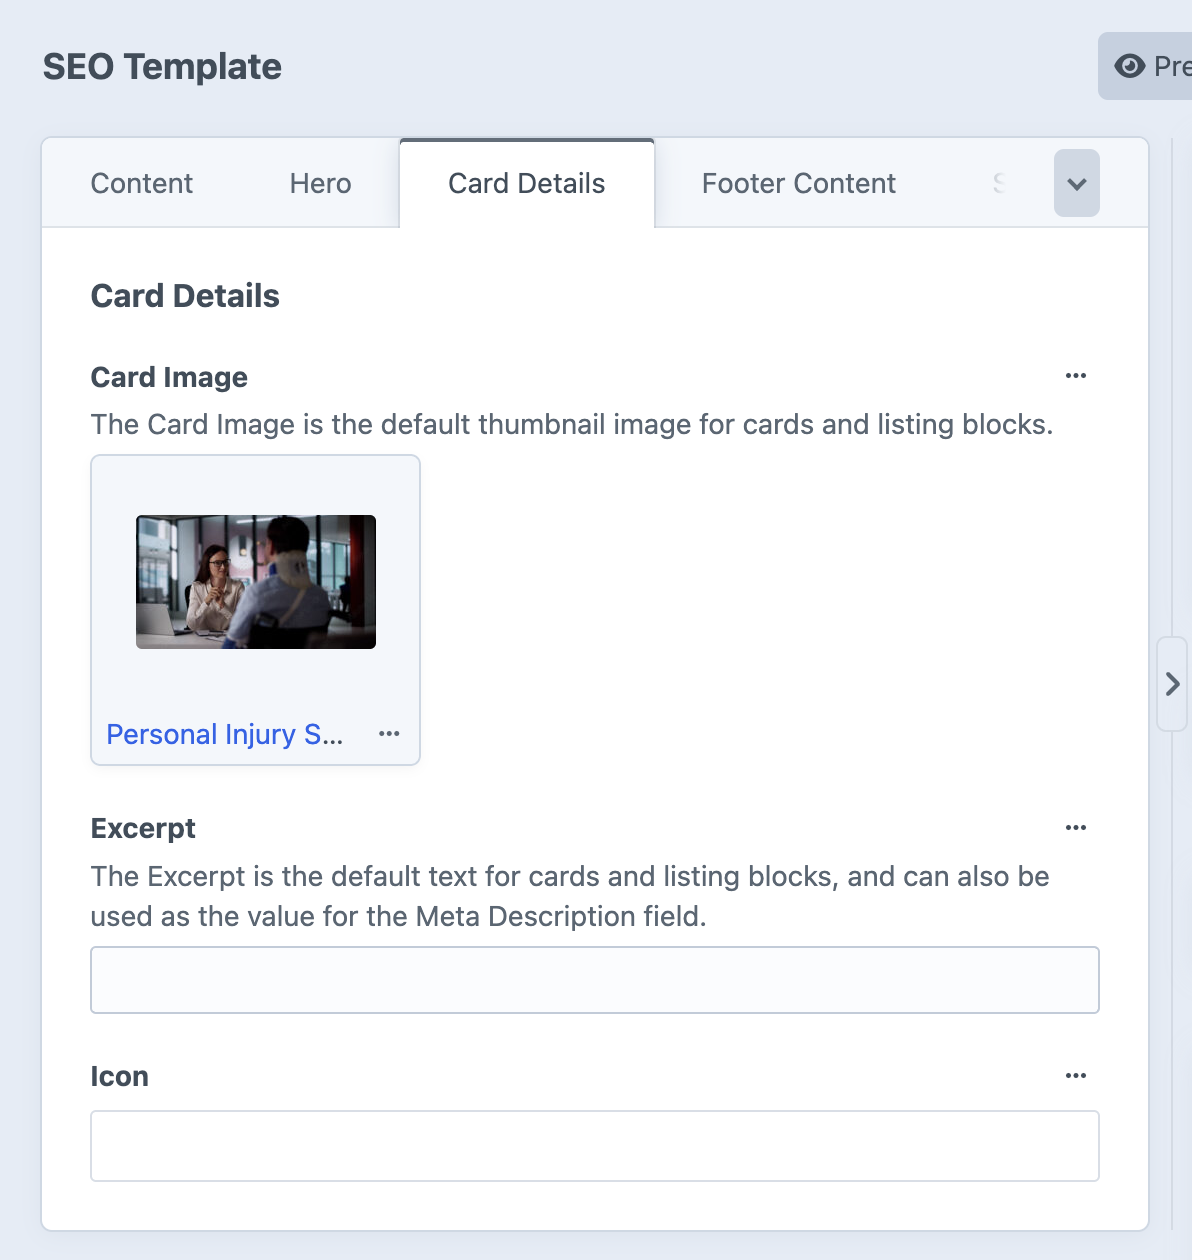 SEO Template
Pre
Content
Hero
Card Details
Footer Content
S
Card Details
Card Image
The Card Image is the default thumbnail image for cards and listing blocks.
Personal Injury S...
Excerpt
The Excerpt is the default text for cards and listing blocks, and can also be
used as the value for the Meta Description field.
Icon